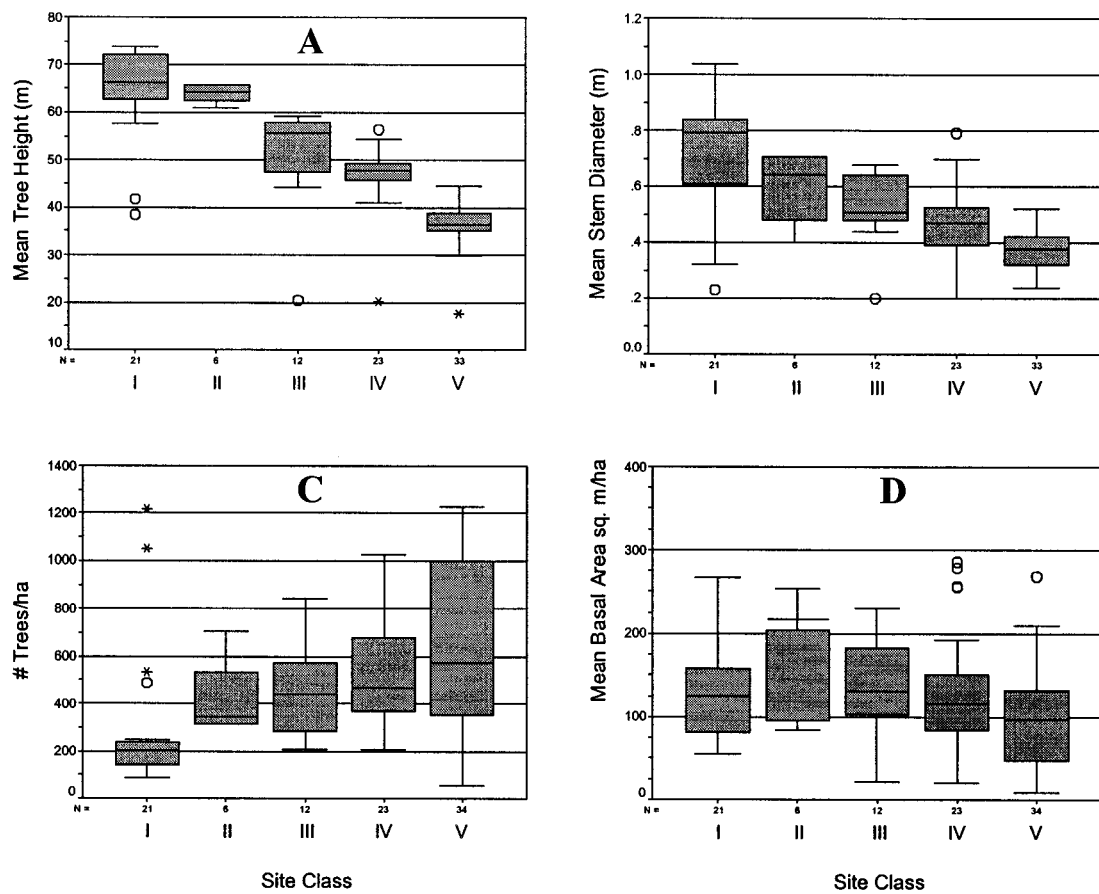 A
Mean Tree Height (m)
80
70
60
50
40
30
20
10
N = 21 6 12 23 33
I II III IV V
Mean Stem Diameter (m)
1.2
1.0
.8
.6
.4
.2
0.0
N = 21 6 12 23 33
I II III IV V
C
# Trees/ha
1400
1200
1000
800
600
400
200
0
N = 21 6 12 23 34
I II III IV V
Site Class
D
Mean Basal Area sq. m/ha
400
300
200
100
0
N = 21 6 12 23 34
I II III IV V
Site Class